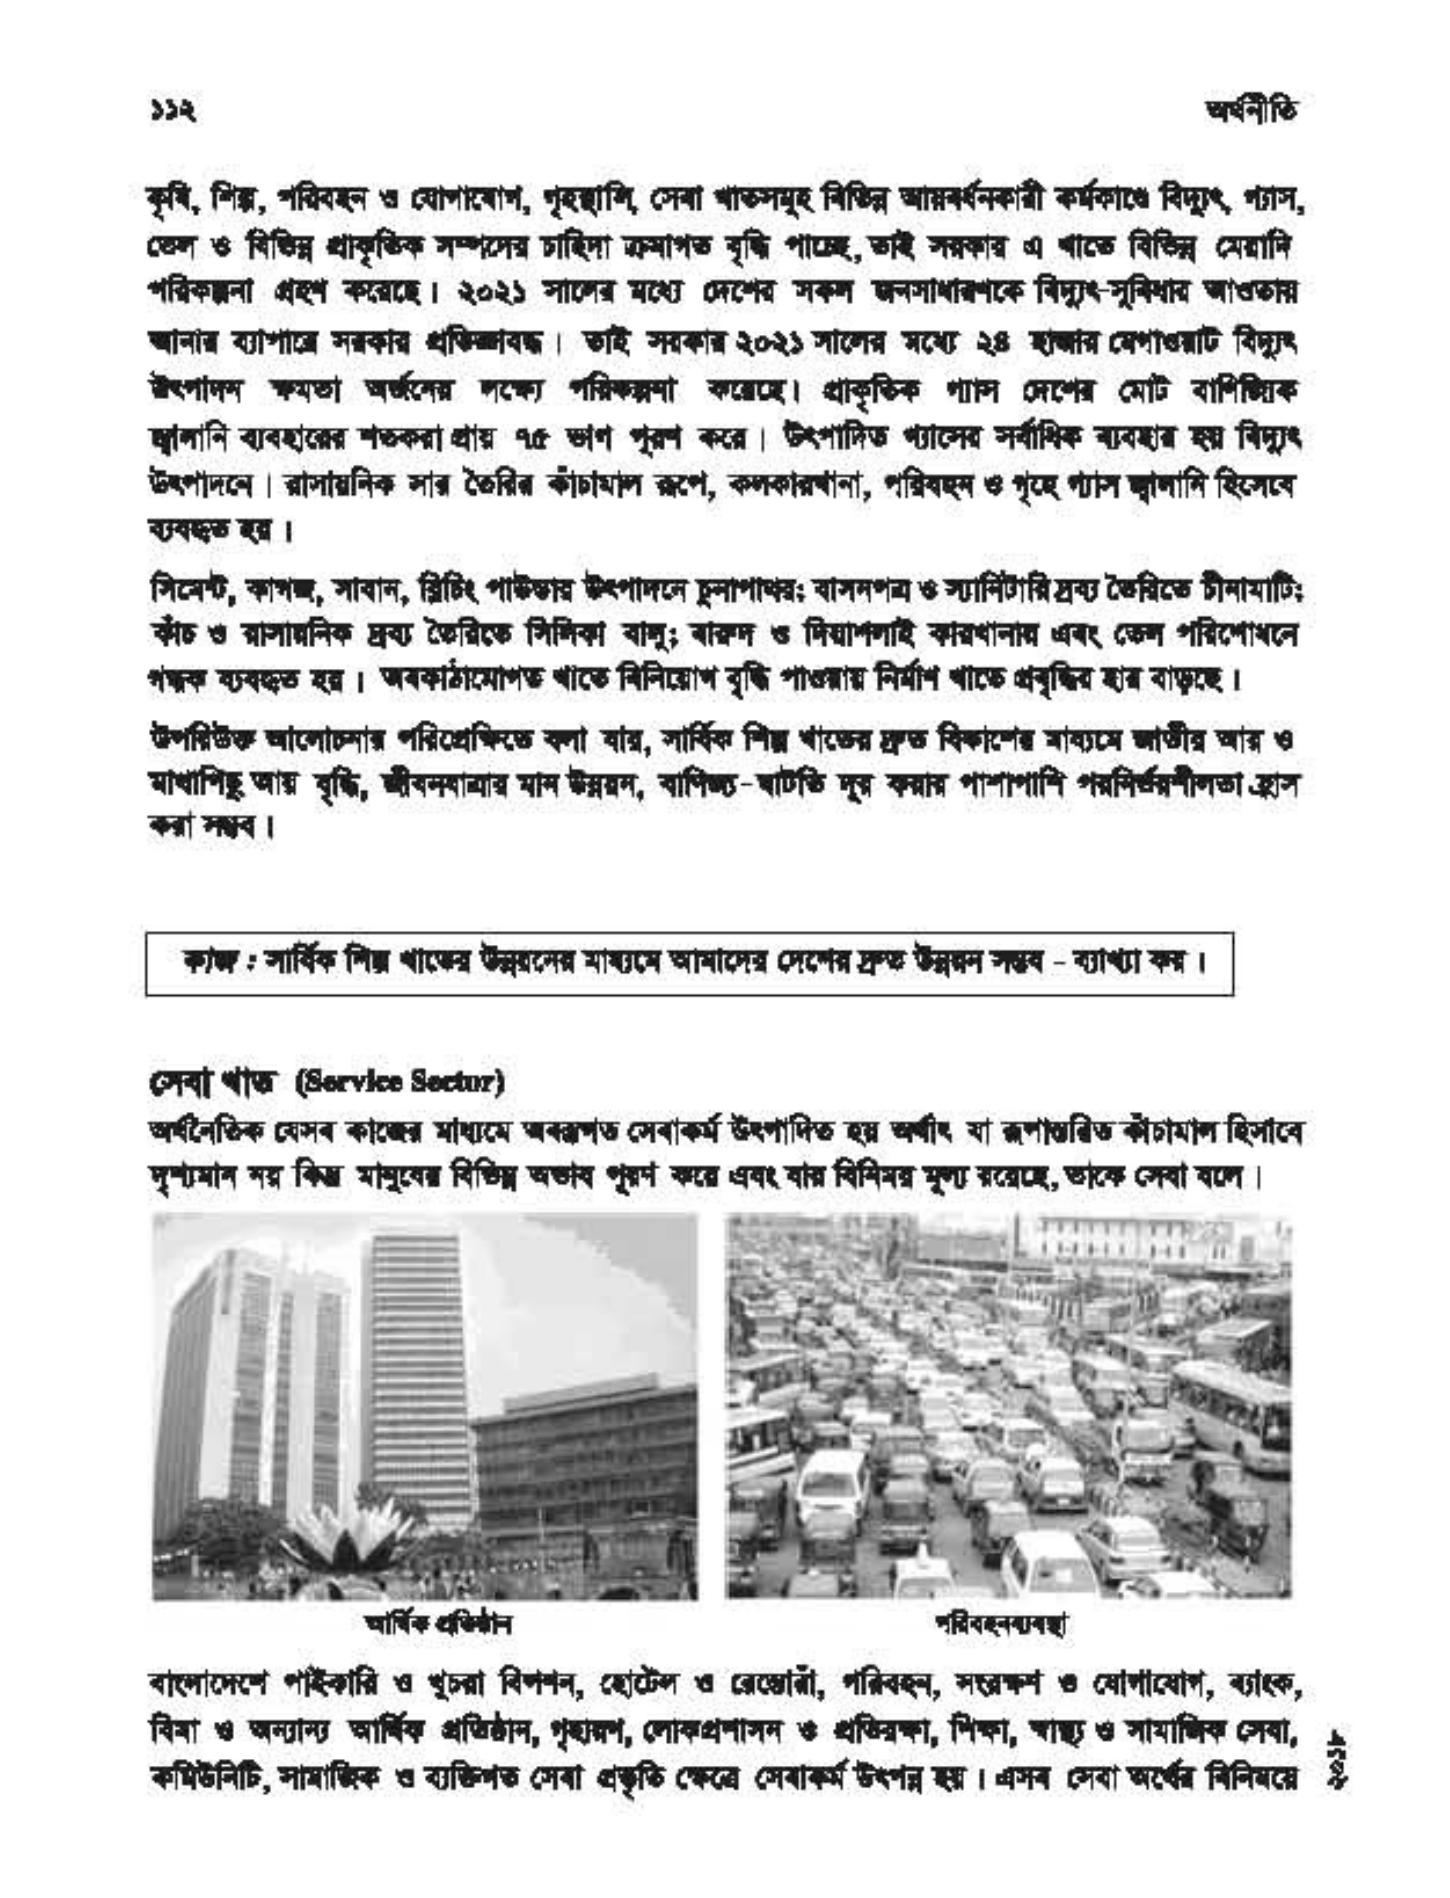 ১১২
অর্থনীতি
কৃষি, শিল্প, পরিবহন ও যোগাযোগ, গৃহস্থালি, সেবা খাতসমূহ বিভিন্ন আয়বর্ধনকারী কর্মকাণ্ডে বিদ্যুৎ, গ্যাস,
তেল ও বিভিন্ন প্রাকৃতিক সম্পদের চাহিদা ক্রমাগত বৃদ্ধি পাচ্ছে, তাই সরকার এ খাতে বিভিন্ন মেয়াদি
পরিকল্পনা গ্রহণ করেছে। ২০২১ সালের মধ্যে দেশের সকল জনসাধারণকে বিদ্যুৎ-সুবিধার আওতায়
আনার ব্যাপারে সরকার প্রতিজ্ঞাবদ্ধ। তাই সরকার ২০২১ সালের মধ্যে ২৪ হাজার মেগাওয়াট বিদ্যুৎ
উৎপাদন ক্ষমতা অর্জনের লক্ষ্যে পরিকল্পনা করেছে। প্রাকৃতিক গ্যাস দেশের মোট বাণিজ্যিক
জ্বালানি ব্যবহারের শতকরা প্রায় ৭৫ ভাগ পূরণ করে। উৎপাদিত গ্যাসের সর্বাধিক ব্যবহার হয় বিদ্যুৎ
উৎপাদনে। রাসায়নিক সার তৈরির কাঁচামাল রূপে, কলকারখানা, পরিবহন ও গৃহে গ্যাস জ্বালানি হিসেবে
ব্যবহৃত হয়।
সিমেন্ট, কাগজ, সাবান, ব্লিচিং পাউডার উৎপাদনে চুনাপাথর; বাসনপত্র ও স্যানিটারি দ্রব্য তৈরিতে চীনামাটি;
কাঁচ ও রাসায়নিক দ্রব্য তৈরিতে সিলিকা বালু; বারুদ ও দিয়াশলাই কারখানায় এবং তেল পরিশোধনে
গন্ধক ব্যবহৃত হয়। অবকাঠামোগত খাতে বিনিয়োগ বৃদ্ধি পাওয়ায় নির্মাণ খাতে প্রবৃদ্ধির হার বাড়ছে।
উপরিউক্ত আলোচনার পরিপ্রেক্ষিতে বলা যায়, সার্বিক শিল্প খাতের দ্রুত বিকাশের মাধ্যমে জাতীয় আয় ও
মাথাপিছু আয় বৃদ্ধি, জীবনযাত্রার মান উন্নয়ন, বাণিজ্য-ঘাটতি দূর করার পাশাপাশি পরনির্ভরশীলতা হ্রাস
করা সম্ভব।
কাজ : সার্বিক শিল্প খাতের উন্নয়নের মাধ্যমে আমাদের দেশের দ্রুত উন্নয়ন সম্ভব - ব্যাখ্যা কর।
সেবা খাত (Service Sector)
অর্থনৈতিক যেসব কাজের মাধ্যমে অবস্তুগত সেবাকর্ম উৎপাদিত হয় অর্থাৎ যা রূপান্তরিত কাঁচামাল হিসাবে
দৃশ্যমান নয় কিন্তু মানুষের বিভিন্ন অভাব পূরণ করে এবং যার বিনিময় মূল্য রয়েছে, তাকে সেবা বলে।
আর্থিক প্রতিষ্ঠান
পরিবহনব্যবস্থা
বাংলাদেশে পাইকারি ও খুচরা বিপণন, হোটেল ও রেস্তোরাঁ, পরিবহন, সংরক্ষণ ও যোগাযোগ, ব্যাংক,
বিমা ও অন্যান্য আর্থিক প্রতিষ্ঠান, গৃহায়ণ, লোকপ্রশাসন ও প্রতিরক্ষা, শিক্ষা, স্বাস্থ্য ও সামাজিক সেবা,
কমিউনিটি, সামাজিক ও ব্যক্তিগত সেবা প্রভৃতি ক্ষেত্রে সেবাকর্ম উৎপন্ন হয়। এসব সেবা অর্থের বিনিময়ে
২০১৮